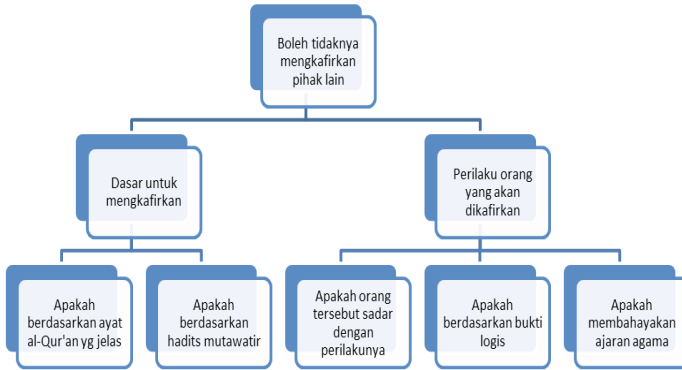 Boleh tidaknya
mengkafirkan
pihak lain
Dasar untuk
mengkafirkan
Perilaku orang
yang akan
dikafirkan
Apakah
berdasarkan ayat
al-Qur'an yg jelas
Apakah
berdasarkan
hadits mutawatir
Apakah orang
tersebut sadar
dengan
perilakunya
Apakah
berdasarkan bukti
logis
Apakah
membahayakan
ajaran agama